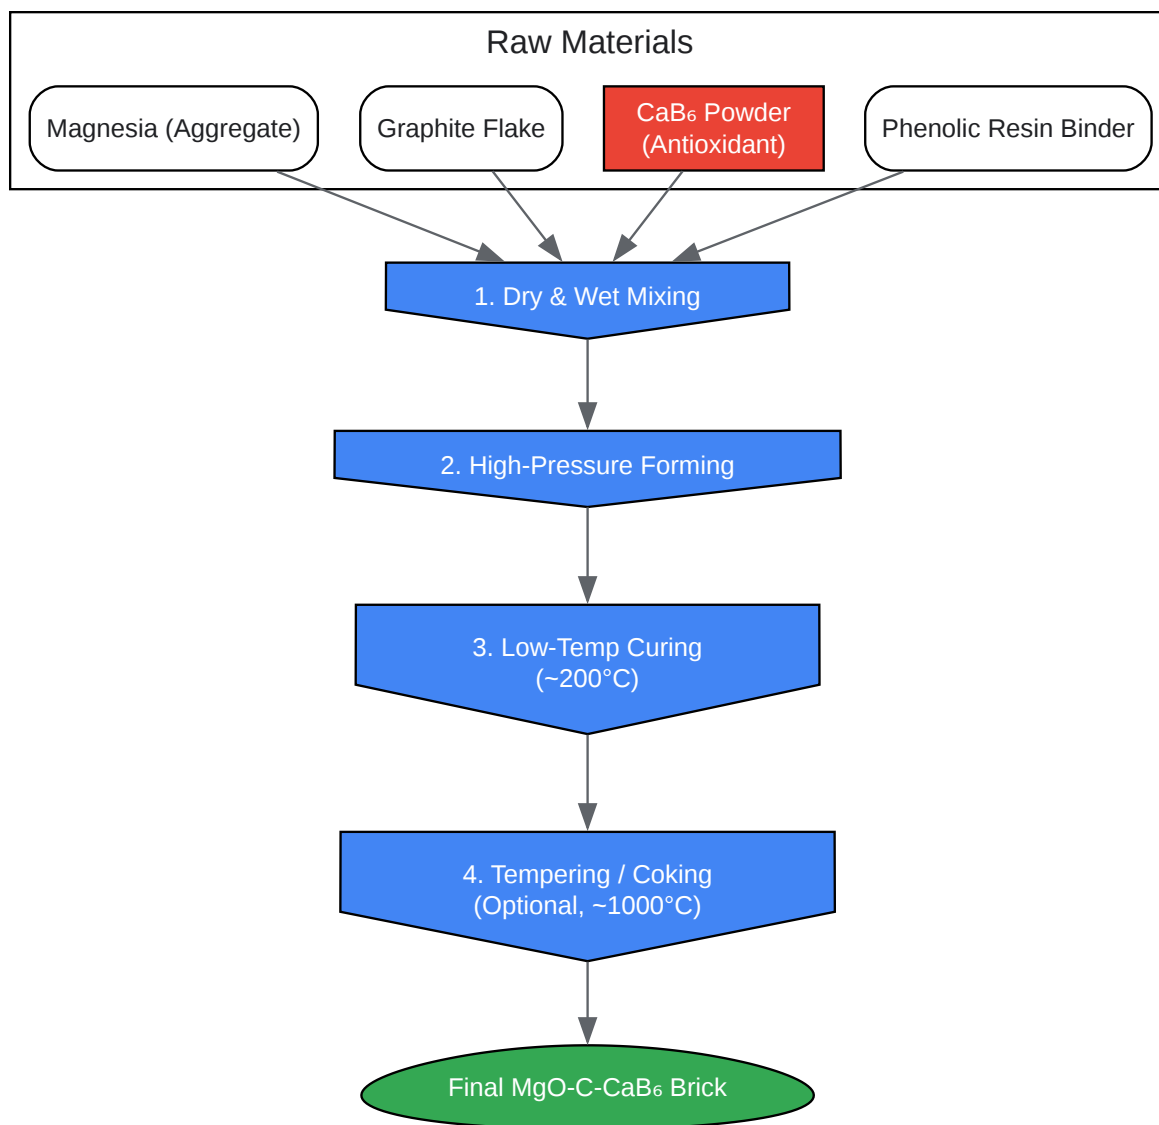 Raw Materials
Magnesia (Aggregate)
Graphite Flake
CaB₆ Powder
(Antioxidant)
Phenolic Resin Binder
1. Dry & Wet Mixing
2. High-Pressure Forming
3. Low-Temp Curing
(~200°C)
4. Tempering / Coking
(Optional, ~1000°C)
Final MgO-C-CaB₆ Brick